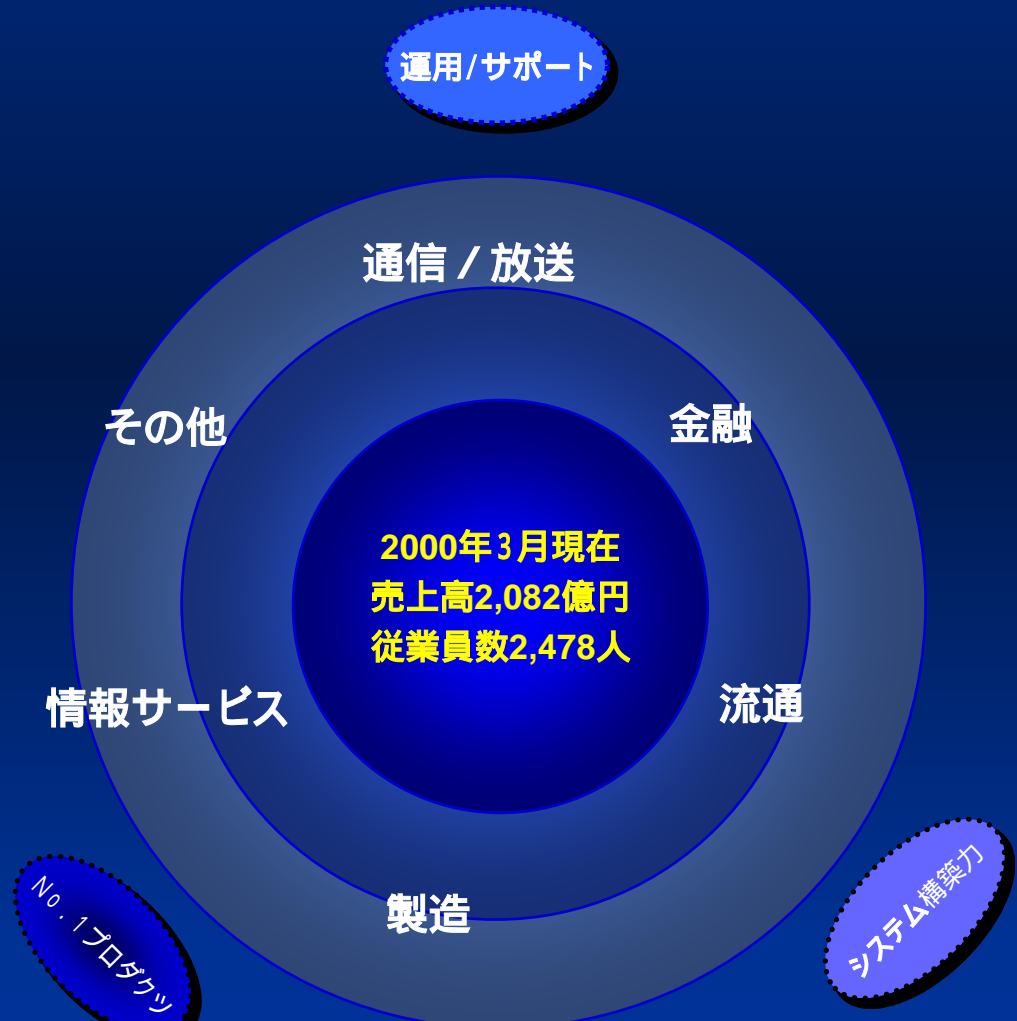 運用/サポート
通信／放送
その他
金融
2000年３月現在
売上高2,082億円
従業員数2,478人
情報サービス
流通
製造
Ｎｏ．１プロダクツ
システム構築力